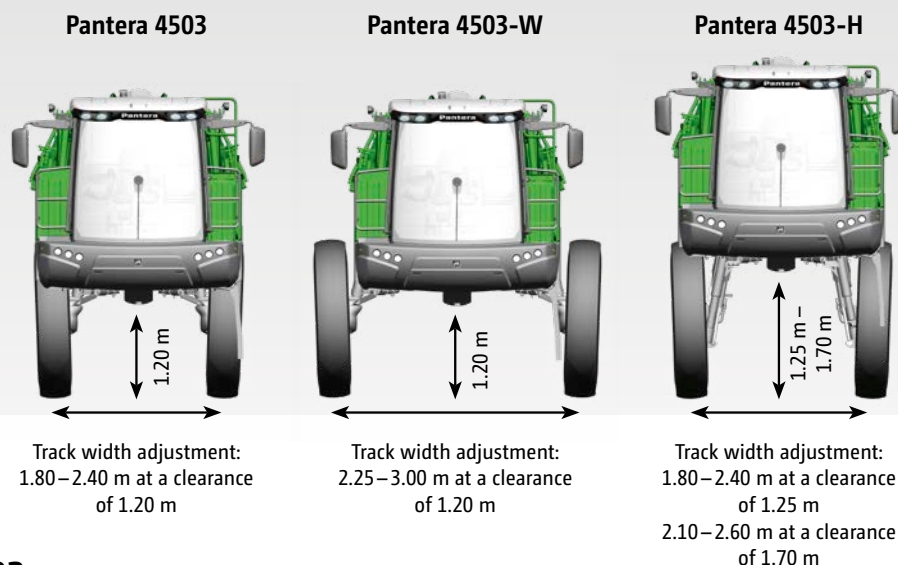 Pantera 4503
Pantera 4503-W
Pantera 4503-H
Pantera
Pantera
Pantera
1.20 m
1.20 m
1.25 m –
1.70 m
Track width adjustment:
1.80 – 2.40 m at a clearance
of 1.20 m
Track width adjustment:
2.25 – 3.00 m at a clearance
of 1.20 m
Track width adjustment:
1.80 – 2.40 m at a clearance
of 1.25 m
2.10 – 2.60 m at a clearance
of 1.70 m